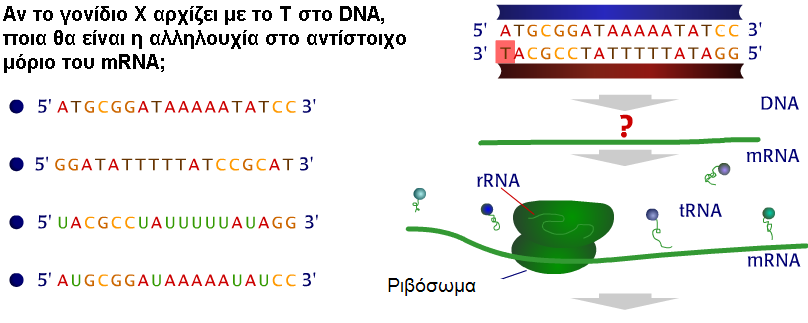 Αν το γονίδιο Χ αρχίζει με το Τ στο DNA,
ποια θα είναι η αλληλουχία στο αντίστοιχο
μόριο του mRNA;
5' ATGCGGATAAAAATATCC 3'
5' GGATATTTTTATCCGCAT 3'
5' UACGCCUAUUUUUAUAGG 3'
5' AUGCGGAUAAAAAUAUCC 3'
5' ATGCGGATAAAAATATCC 3'
3' TACGCCTATTTTTATAGG 5'
DNA
?
mRNA
rRNA
tRNA
mRNA
Ριβόσωμα